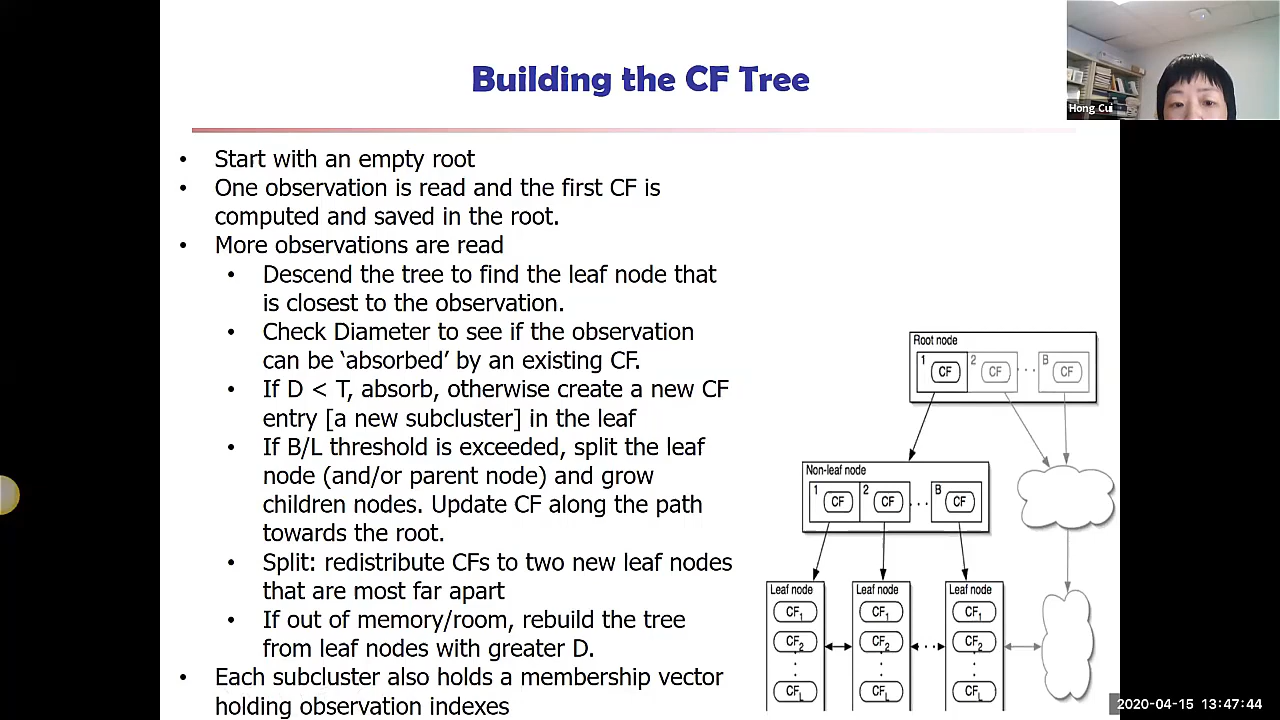 Building the CF Tree
Hong Cui
• Start with an empty root
• One observation is read and the first CF is
computed and saved in the root.
• More observations are read
• Descend the tree to find the leaf node that
is closest to the observation.
• Check Diameter to see if the observation
can be ‘absorbed’ by an existing CF.
• If D < T, absorb, otherwise create a new CF
entry [a new subcluster] in the leaf
• If B/L threshold is exceeded, split the leaf
node (and/or parent node) and grow
children nodes. Update CF along the path
towards the root.
• Split: redistribute CFs to two new leaf nodes
that are most far apart
• If out of memory/room, rebuild the tree
from leaf nodes with greater D.
• Each subcluster also holds a membership vector
holding observation indexes
Root node
1 CF 2 CF ... B CF
Non-leaf node
1 CF 2 CF ... B CF
Leaf node Leaf node Leaf node
CF1 CF1 CF1
CF2 CF2 ... CF2
CFL CFL CFL
2020-04-15 13:47:44